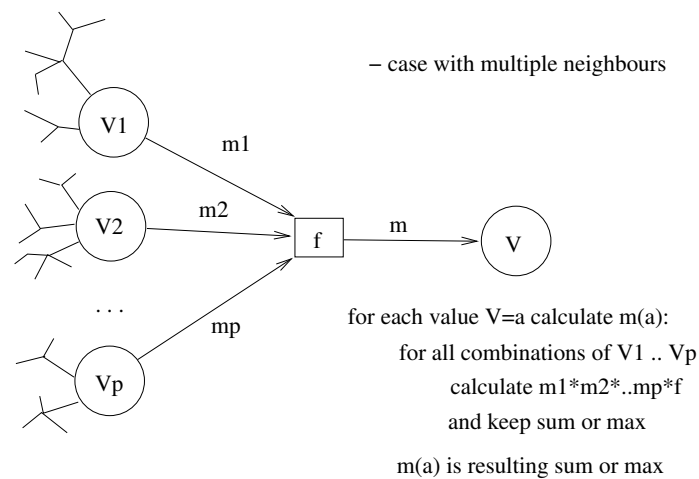 – case with multiple neighbours
V1
m1
V2
m2
f
m
V
. . .
mp
Vp
for each value V=a calculate m(a):
for all combinations of V1 .. Vp
calculate m1*m2*..mp*f
and keep sum or max
m(a) is resulting sum or max